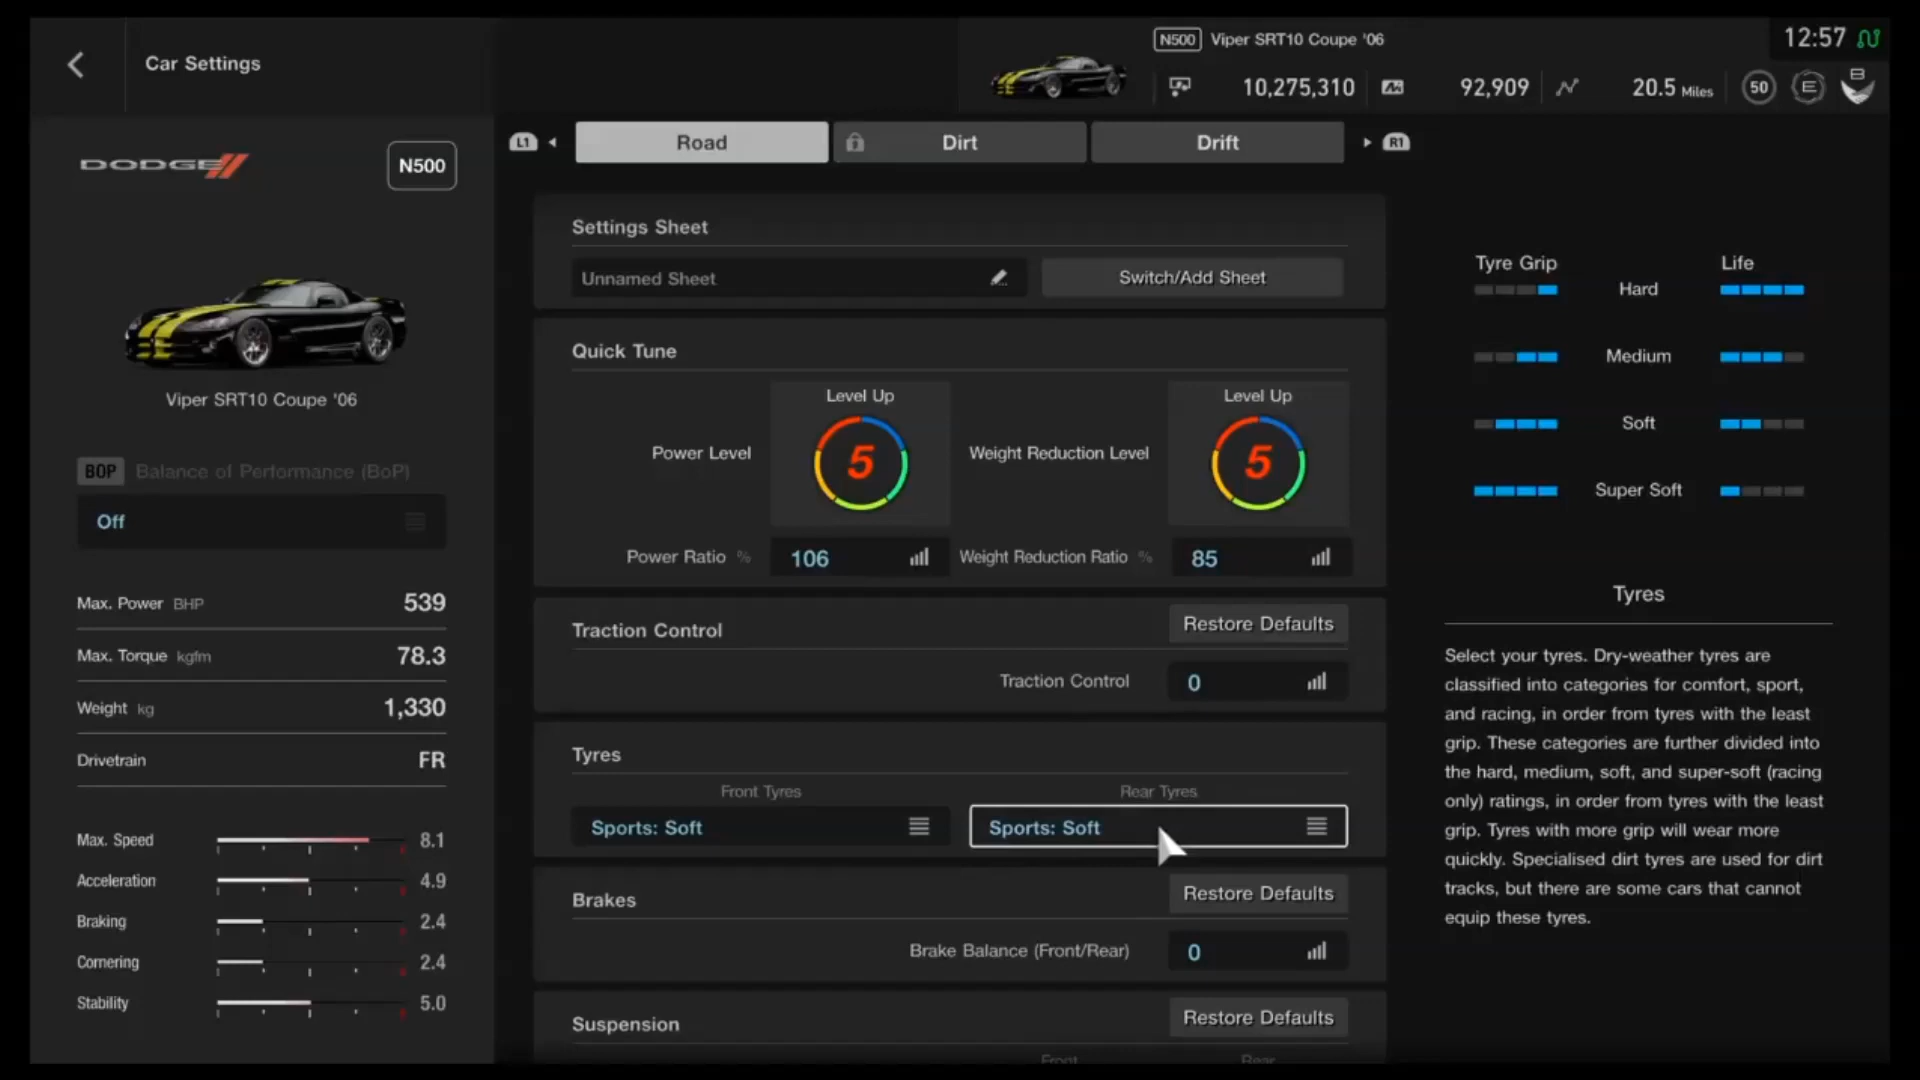 Car Settings
N500 Viper SRT10 Coupe '06
12:57
10,275,310
92,909
20.5 Miles
50
E
B
DODGE
N500
Viper SRT10 Coupe '06
BOP Balance of Performance (BoP)
Off
Max. Power BHP 539
Max. Torque kgfm 78.3
Weight kg 1,330
Drivetrain FR
Max. Speed 8.1
Acceleration 4.9
Braking 2.4
Cornering 2.4
Stability 5.0
L1 Road Dirt Drift R1
Settings Sheet
Unnamed Sheet
Switch/Add Sheet
Quick Tune
Level Up
Level Up
Power Level 5
Weight Reduction Level 5
Power Ratio % 106
Weight Reduction Ratio % 85
Traction Control
Restore Defaults
Traction Control 0
Tyres
Front Tyres
Rear Tyres
Sports: Soft
Sports: Soft
Brakes
Restore Defaults
Brake Balance (Front/Rear) 0
Suspension
Restore Defaults
Front
Rear
Tyre Grip
Life
Hard
Medium
Soft
Super Soft
Tyres
Select your tyres. Dry-weather tyres are
classified into categories for comfort, sport,
and racing, in order from tyres with the least
grip. These categories are further divided into
the hard, medium, soft, and super-soft (racing
only) ratings, in order from tyres with the least
grip. Tyres with more grip will wear more
quickly. Specialised dirt tyres are used for dirt
tracks, but there are some cars that cannot
equip these tyres.